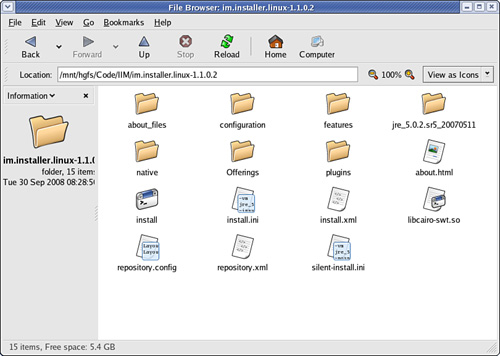 File Browser: im.installer.linux-1.1.0.2
File Edit View Go Bookmarks Help
Back Forward Up Stop Reload Home Computer
Location: /mnt/hgfs/Code/IIM/im.installer.linux-1.1.0.2 100% View as Icons
Information
im.installer.linux-1.1.0
folder, 15 items
Tue 30 Sep 2008 08:28:50
about_files configuration features jre_5.0.2.sr5_20070511
native Offerings plugins about.html
install install.ini install.xml libcairo-swt.so
repository.config repository.xml silent-install.ini
15 items, Free space: 5.4 GB